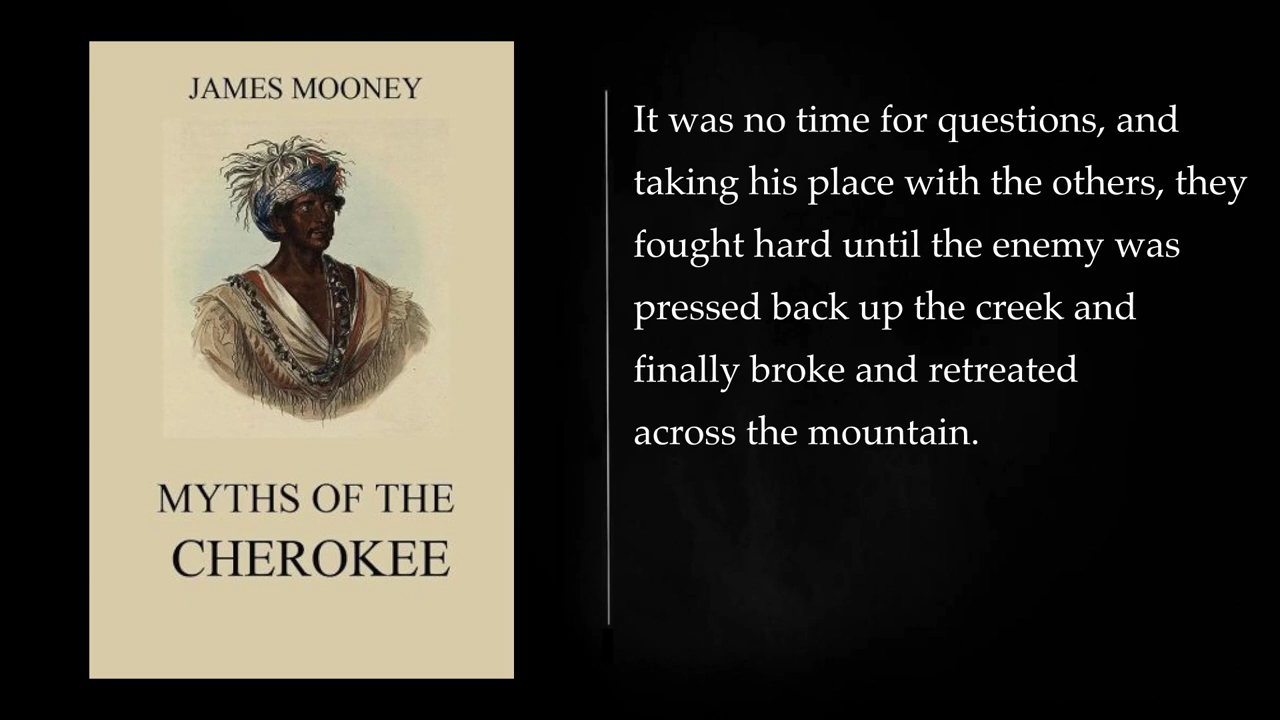 JAMES MOONEY
MYTHS OF THE
CHEROKEE
It was no time for questions, and
taking his place with the others, they
fought hard until the enemy was
pressed back up the creek and
finally broke and retreated
across the mountain.